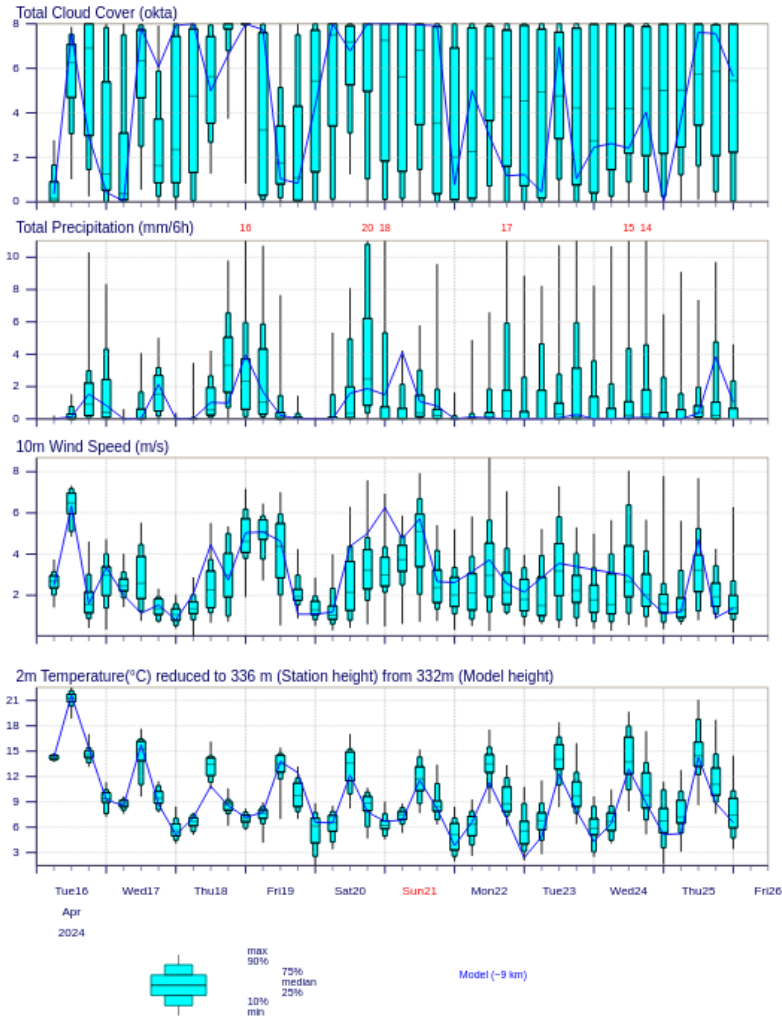 Total Cloud Cover (okta)
8
6
4
2
0
Total Precipitation (mm/6h)
16 20 18 17 15 14
10
8
6
4
2
0
10m Wind Speed (m/s)
8
6
4
2
2m Temperature(°C) reduced to 336 m (Station height) from 332m (Model height)
21
18
15
12
9
6
3
Tue16 Wed17 Thu18 Fri19 Sat20 Sun21 Mon22 Tue23 Wed24 Thu25 Fri26
Apr
2024
max
90%
75%
median
25%
10%
min
Model (~9 km)